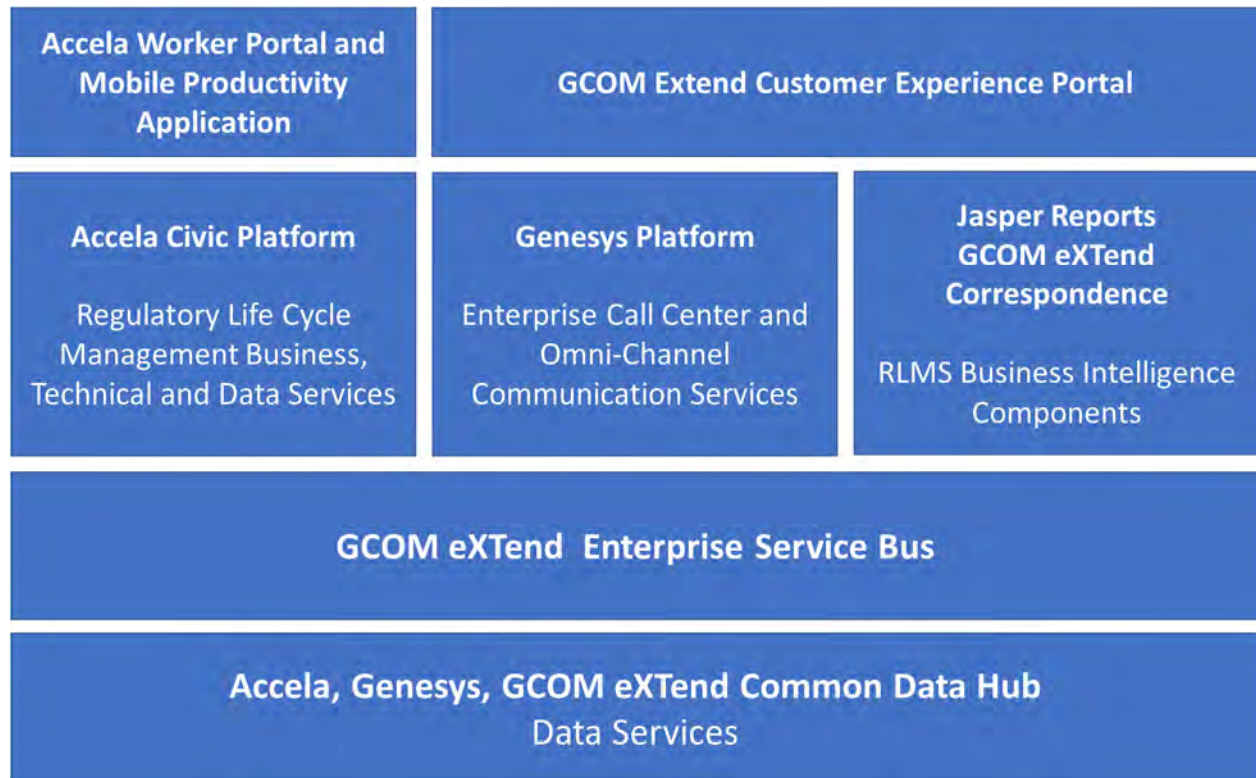 Accela Worker Portal and
Mobile Productivity
Application
GCOM Extend Customer Experience Portal
Accela Civic Platform
Regulatory Life Cycle
Management Business,
Technical and Data Services
Genesys Platform
Enterprise Call Center and
Omni-Channel
Communication Services
Jasper Reports
GCOM eXTend
Correspondence
RLMS Business Intelligence
Components
GCOM eXTend Enterprise Service Bus
Accela, Genesys, GCOM eXTend Common Data Hub
Data Services